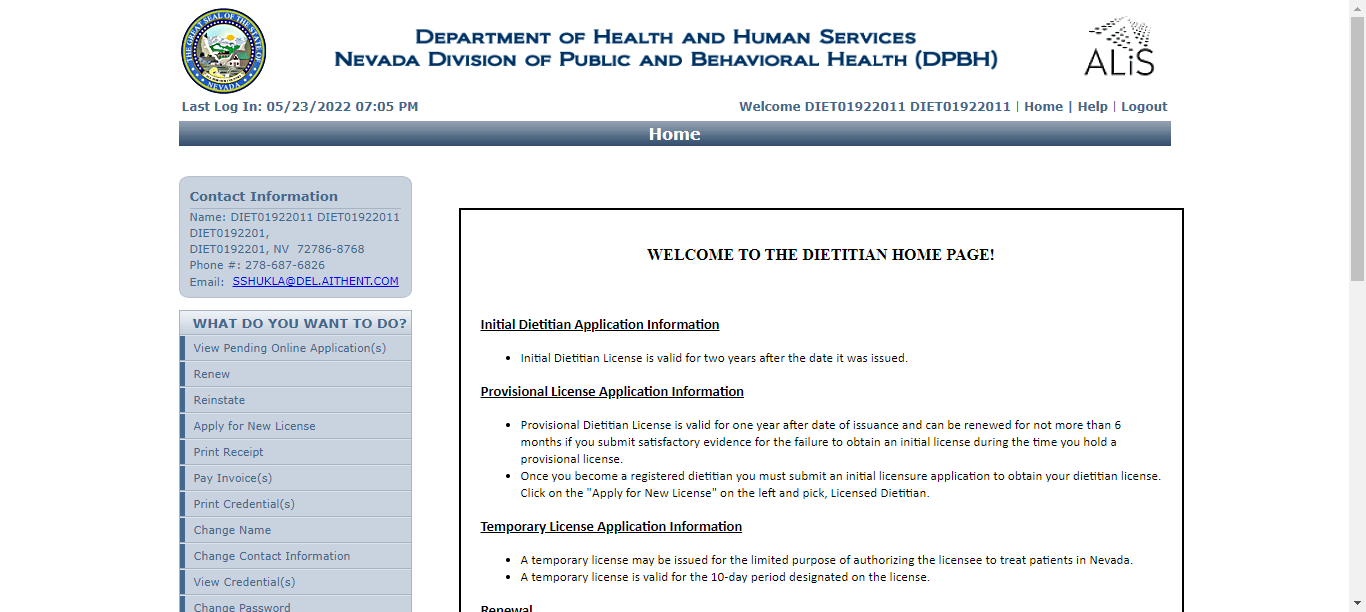 THE GREAT SEAL OF THE STATE OF NEVADA
DEPARTMENT OF HEALTH AND HUMAN SERVICES
NEVADA DIVISION OF PUBLIC AND BEHAVIORAL HEALTH (DPBH)
ALiS
Last Log In: 05/23/2022 07:05 PM
Welcome DIET01922011 DIET01922011 | Home | Help | Logout
Home
Contact Information
Name: DIET01922011 DIET01922011
DIET0192201,
DIET0192201, NV 72786-8768
Phone #: 278-687-6826
Email: SSHUKLA@DEL.AITHENT.COM
WHAT DO YOU WANT TO DO?
View Pending Online Application(s)
Renew
Reinstate
Apply for New License
Print Receipt
Pay Invoice(s)
Print Credential(s)
Change Name
Change Contact Information
View Credential(s)
Change Password
WELCOME TO THE DIETITIAN HOME PAGE!
Initial Dietitian Application Information
• Initial Dietitian License is valid for two years after the date it was issued.
Provisional License Application Information
• Provisional Dietitian License is valid for one year after date of issuance and can be renewed for not more than 6
months if you submit satisfactory evidence for the failure to obtain an initial license during the time you hold a
provisional license.
• Once you become a registered dietitian you must submit an initial licensure application to obtain your dietitian license.
Click on the "Apply for New License" on the left and pick, Licensed Dietitian.
Temporary License Application Information
• A temporary license may be issued for the limited purpose of authorizing the licensee to treat patients in Nevada.
• A temporary license is valid for the 10-day period designated on the license.
Renewal